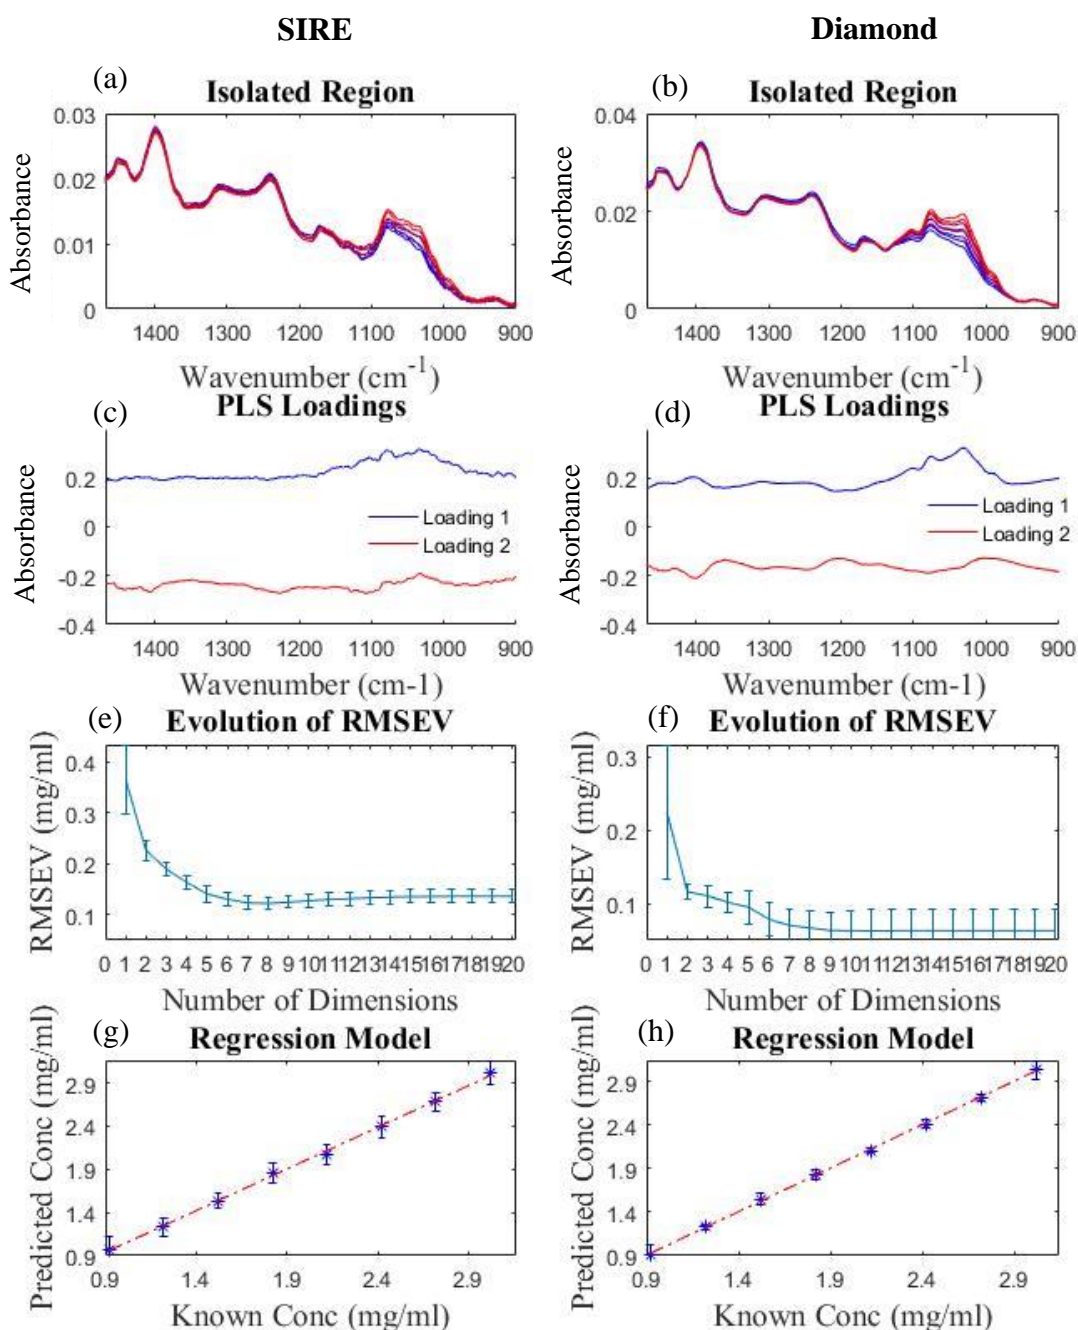 SIRE
Diamond
(a)
Isolated Region
Absorbance
0.03
0.02
0.01
0
1400 1300 1200 1100 1000 900
Wavenumber (cm-1)
(b)
Isolated Region
Absorbance
0.04
0.02
0
1400 1300 1200 1100 1000 900
Wavenumber (cm-1)
(c)
PLS Loadings
Absorbance
0.2
0
-0.2
-0.4
Loading 1
Loading 2
1400 1300 1200 1100 1000 900
Wavenumber (cm-1)
(d)
PLS Loadings
Absorbance
0.2
0
-0.2
-0.4
Loading 1
Loading 2
1400 1300 1200 1100 1000 900
Wavenumber (cm-1)
(e)
Evolution of RMSEV
RMSEV (mg/ml)
0.4
0.3
0.2
0.1
0 1 2 3 4 5 6 7 8 9 10 11 12 13 14 15 16 17 18 19 20
Number of Dimensions
(f)
Evolution of RMSEV
RMSEV (mg/ml)
0.3
0.2
0.1
0 1 2 3 4 5 6 7 8 9 10 11 12 13 14 15 16 17 18 19 20
Number of Dimensions
(g)
Regression Model
Predicted Conc (mg/ml)
2.9
2.4
1.9
1.4
0.9
0.9 1.4 1.9 2.4 2.9
Known Conc (mg/ml)
(h)
Regression Model
Predicted Conc (mg/ml)
2.9
2.4
1.9
1.4
0.9
0.9 1.4 1.9 2.4 2.9
Known Conc (mg/ml)